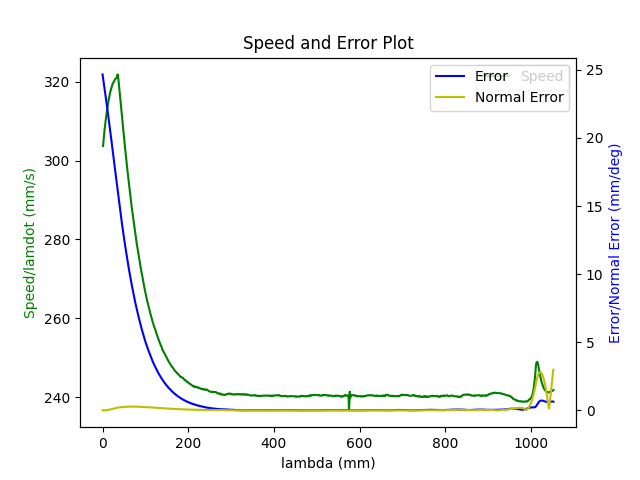 Speed and Error Plot
Error
Speed
Normal Error
320
300
280
260
240
25
20
15
10
5
0
0
200
400
600
800
1000
Speed/lamdot (mm/s)
Error/Normal Error (mm/deg)
lambda (mm)